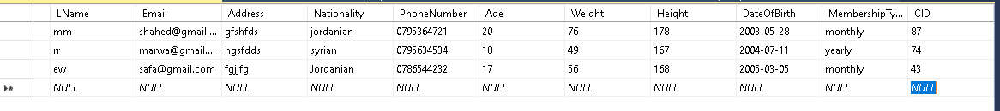 LName Email Address Nationality PhoneNumber Age Weight Height DateOfBirth MembershipTy... CID
mm shahed@gmail.... gfshfds jordanian 0795364721 20 76 178 2003-05-28 monthly 87
rr marwa@gmail.... hgsfdds syrian 0795634534 18 49 167 2004-07-11 yearly 74
ew safa@gmail.com fgjjfg Jordanian 0786544232 17 56 168 2005-03-05 monthly 43
NULL NULL NULL NULL NULL NULL NULL NULL NULL NULL NULL